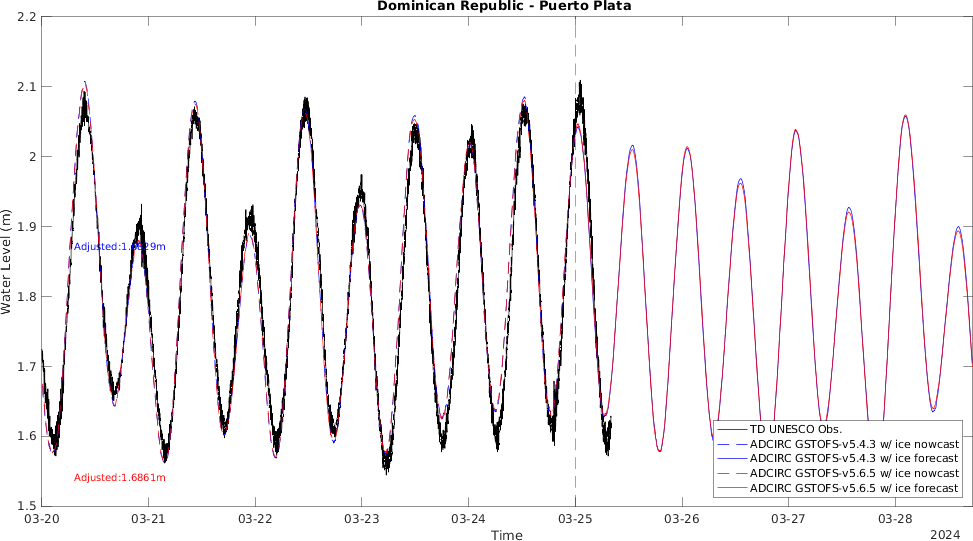 Dominican Republic - Puerto Plata
Water Level (m)
2.2
2.1
2
1.9
1.8
1.7
1.6
1.5
Adjusted:1.6861m
TD UNESCO Obs.
ADCIRC GSTOFS-v5.4.3 w/ ice nowcast
ADCIRC GSTOFS-v5.4.3 w/ ice forecast
ADCIRC GSTOFS-v5.6.5 w/ ice nowcast
ADCIRC GSTOFS-v5.6.5 w/ ice forecast
03-20 03-21 03-22 03-23 03-24 03-25 03-26 03-27 03-28
Time
2024